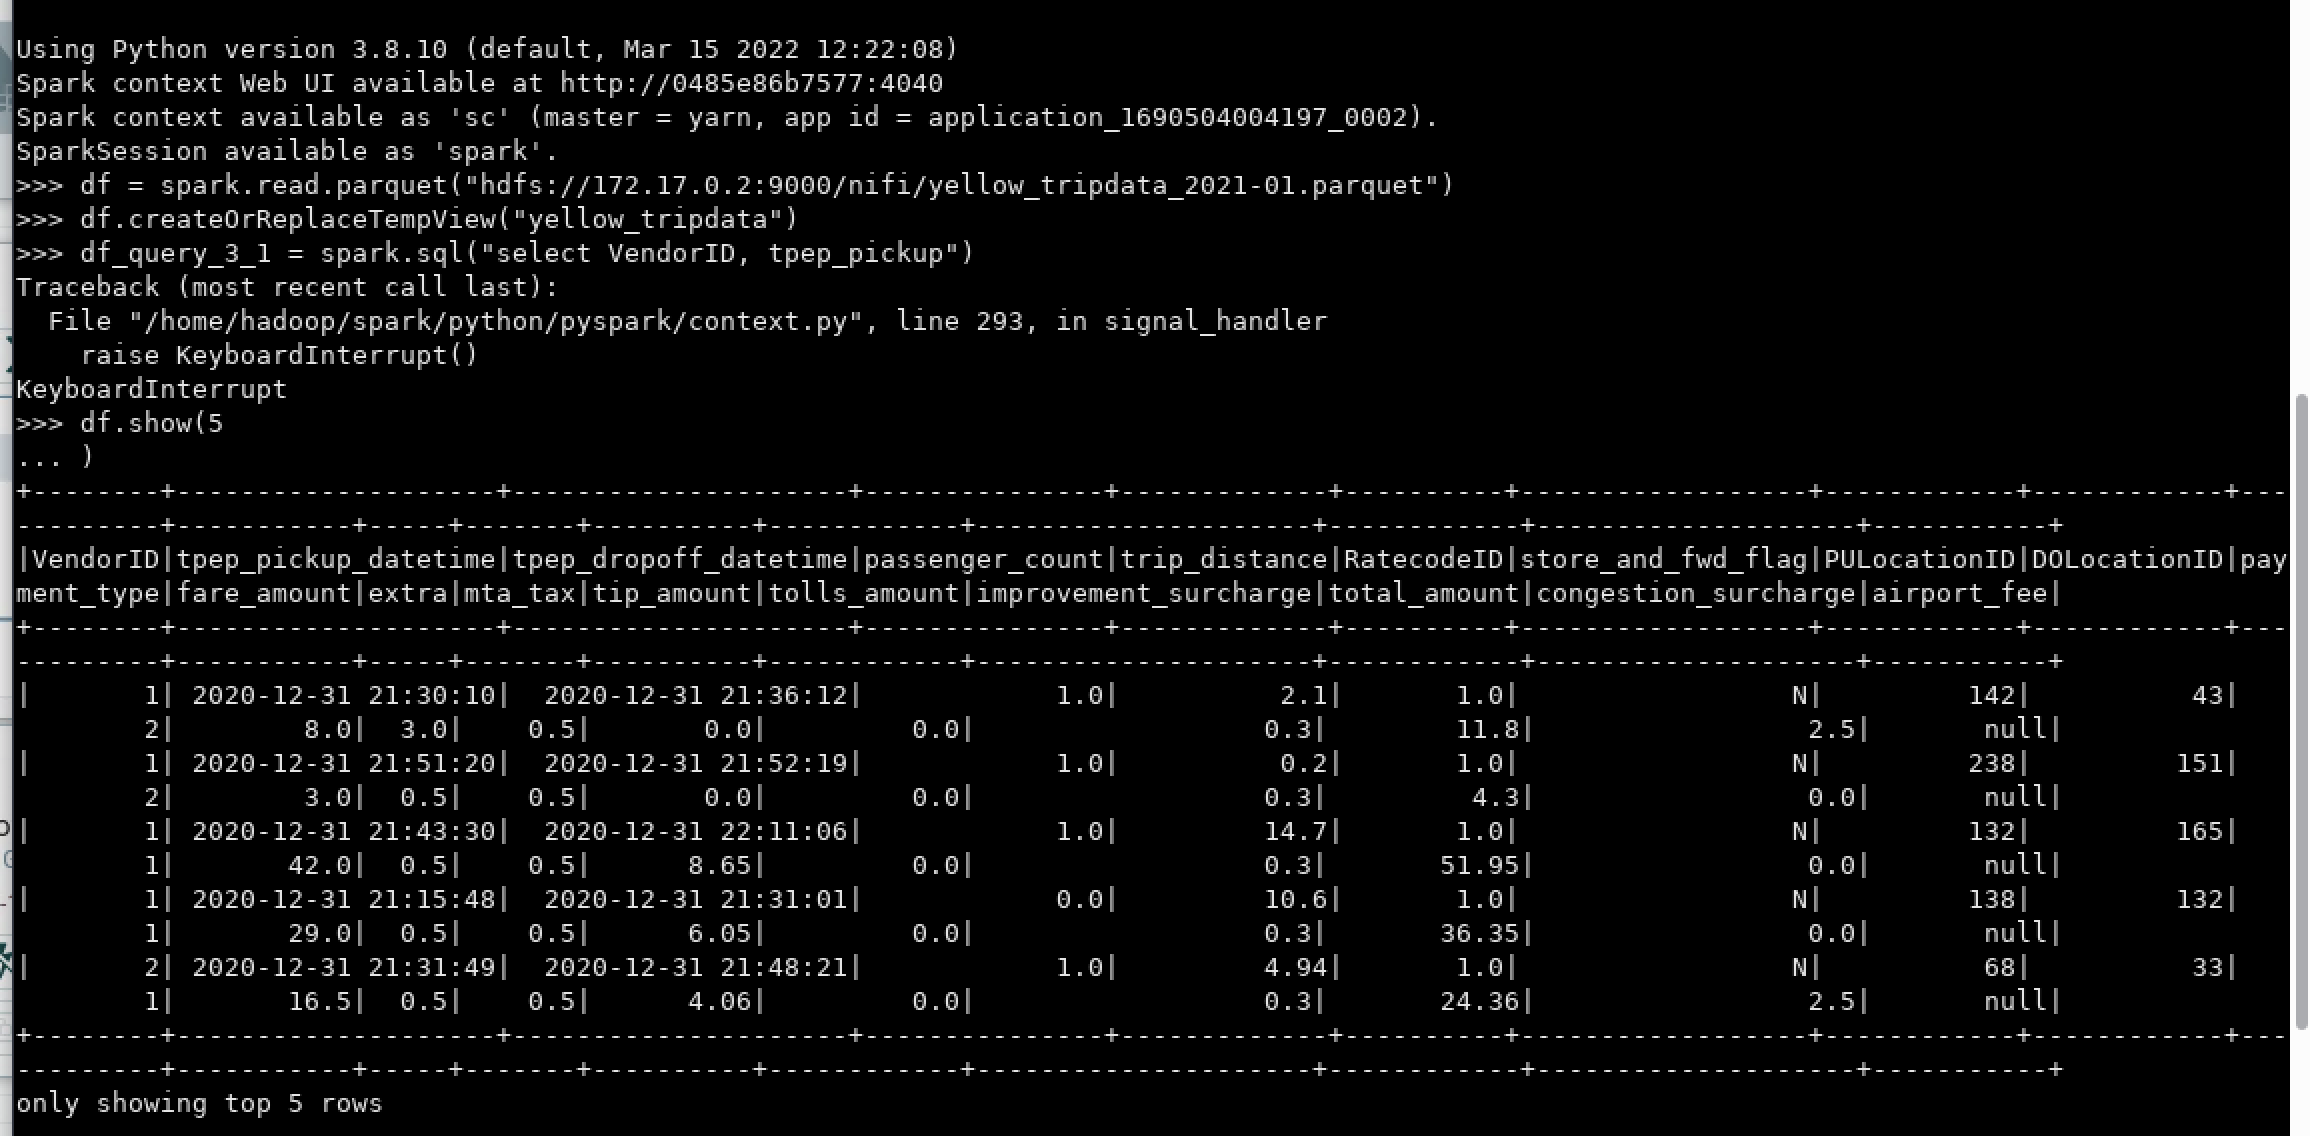 Using Python version 3.8.10 (default, Mar 15 2022 12:22:08)
Spark context Web UI available at http://0485e86b7577:4040
Spark context available as 'sc' (master = yarn, app id = application_1690504004197_0002).
SparkSession available as 'spark'.
>>> df = spark.read.parquet("hdfs://172.17.0.2:9000/nifi/yellow_tripdata_2021-01.parquet")
>>> df.createOrReplaceTempView("yellow_tripdata")
>>> df_query_3_1 = spark.sql("select VendorID, tpep_pickup")
Traceback (most recent call last):
  File "/home/hadoop/spark/python/pyspark/context.py", line 293, in signal_handler
    raise KeyboardInterrupt()
KeyboardInterrupt
>>> df.show(5
... )
+--------+--------------------+---------------------+---------------+-------------+----------+------------------+------------+------------+---
---------+-----------+-----+-------+----------+------------+---------------------+------------+--------------------+-----------+
|VendorID|tpep_pickup_datetime|tpep_dropoff_datetime|passenger_count|trip_distance|RatecodeID|store_and_fwd_flag|PULocationID|DOLocationID|pay
ment_type|fare_amount|extra|mta_tax|tip_amount|tolls_amount|improvement_surcharge|total_amount|congestion_surcharge|airport_fee|
+--------+--------------------+---------------------+---------------+-------------+----------+------------------+------------+------------+---
---------+-----------+-----+-------+----------+------------+---------------------+------------+--------------------+-----------+
|       1| 2020-12-31 21:30:10|  2020-12-31 21:36:12|            1.0|          2.1|       1.0|                 N|         142|          43|
        2|        8.0|  3.0|    0.5|       0.0|         0.0|                  0.3|        11.8|                 2.5|       null|
|       1| 2020-12-31 21:51:20|  2020-12-31 21:52:19|            1.0|          0.2|       1.0|                 N|         238|         151|
        2|        3.0|  0.5|    0.5|       0.0|         0.0|                  0.3|         4.3|                 0.0|       null|
|       1| 2020-12-31 21:43:30|  2020-12-31 22:11:06|            1.0|         14.7|       1.0|                 N|         132|         165|
        1|       42.0|  0.5|    0.5|      8.65|         0.0|                  0.3|       51.95|                 0.0|       null|
|       1| 2020-12-31 21:15:48|  2020-12-31 21:31:01|            0.0|         10.6|       1.0|                 N|         138|         132|
        1|       29.0|  0.5|    0.5|      6.05|         0.0|                  0.3|       36.35|                 0.0|       null|
|       2| 2020-12-31 21:31:49|  2020-12-31 21:48:21|            1.0|         4.94|       1.0|                 N|          68|          33|
        1|       16.5|  0.5|    0.5|      4.06|         0.0|                  0.3|       24.36|                 2.5|       null|
+--------+--------------------+---------------------+---------------+-------------+----------+------------------+------------+------------+---
---------+-----------+-----+-------+----------+------------+---------------------+------------+--------------------+-----------+
only showing top 5 rows